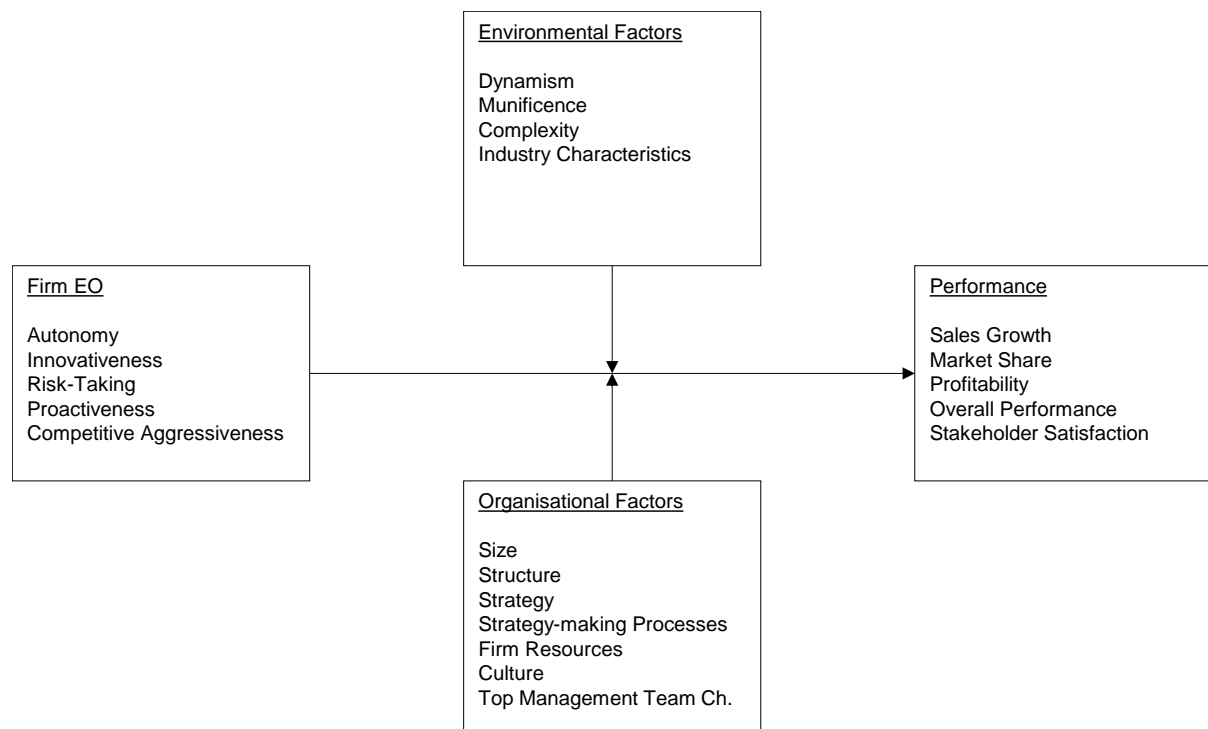 Environmental Factors
Dynamism
Munificence
Complexity
Industry Characteristics
Firm EO
Autonomy
Innovativeness
Risk-Taking
Proactiveness
Competitive Aggressiveness
Performance
Sales Growth
Market Share
Profitability
Overall Performance
Stakeholder Satisfaction
Organisational Factors
Size
Structure
Strategy
Strategy-making Processes
Firm Resources
Culture
Top Management Team Ch.